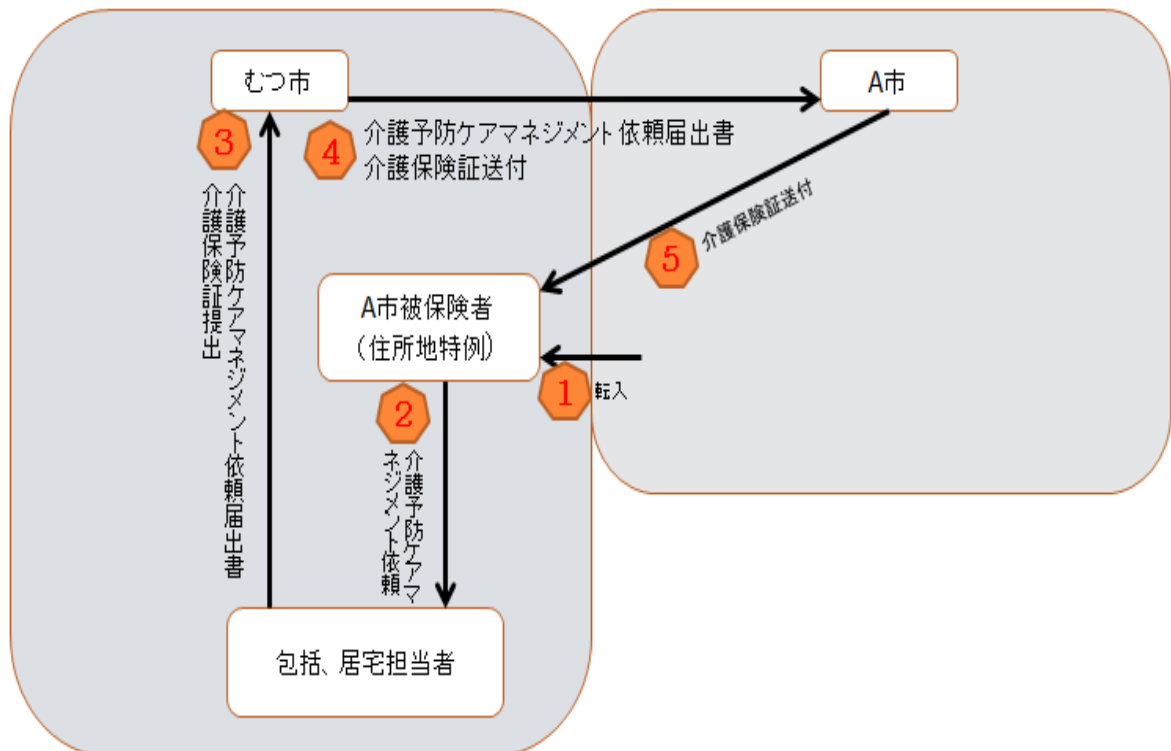 むつ市
A市
3
4
介護予防ケアマネジメント依頼届出書
介護保険証送付
介護予防ケアマネジメント依頼届出書
介護保険証提出
5
介護保険証送付
A市被保険者
（住所地特例）
1
転入
2
介護予防ケアマ
ネジメント依頼
包括、居宅担当者